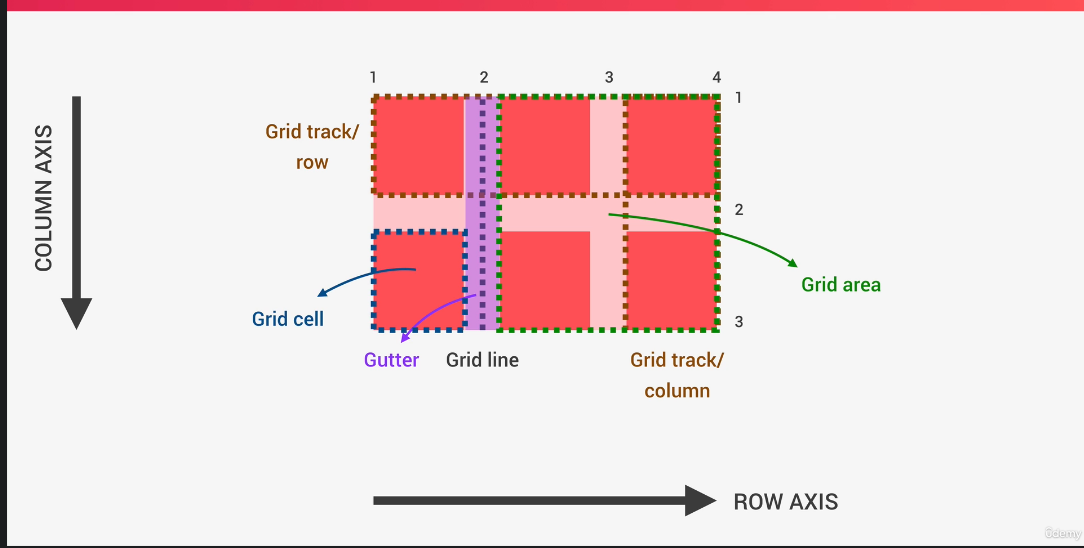 1 2 3 4
1
Grid track/
row
COLUMN AXIS
2
Grid area
Grid cell
3
Gutter
Grid line
Grid track/
column
ROW AXIS
ûdemy